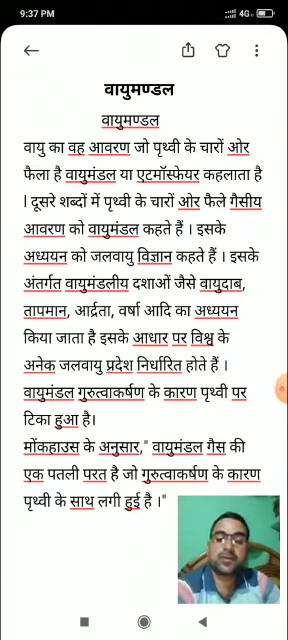 9:37 PM
4G
वायुमण्डल
वायुमण्डल
वायु का वह आवरण जो पृथ्वी के चारों ओर
फैला है वायुमंडल या एटमॉस्फेयर कहलाता है
। दूसरे शब्दों में पृथ्वी के चारों ओर फैले गैसीय
आवरण को वायुमंडल कहते हैं । इसके
अध्ययन को जलवायु विज्ञान कहते हैं । इसके
अंतर्गत वायुमंडलीय दशाओं जैसे वायुदाब,
तापमान, आर्द्रता, वर्षा आदि का अध्ययन
किया जाता है इसके आधार पर विश्व के
अनेक जलवायु प्रदेश निर्धारित होते हैं ।
वायुमंडल गुरुत्वाकर्षण के कारण पृथ्वी पर
टिका हुआ है।
मोंकहाउस के अनुसार," वायुमंडल गैस की
एक पतली परत है जो गुरुत्वाकर्षण के कारण
पृथ्वी के साथ लगी हुई है ।"